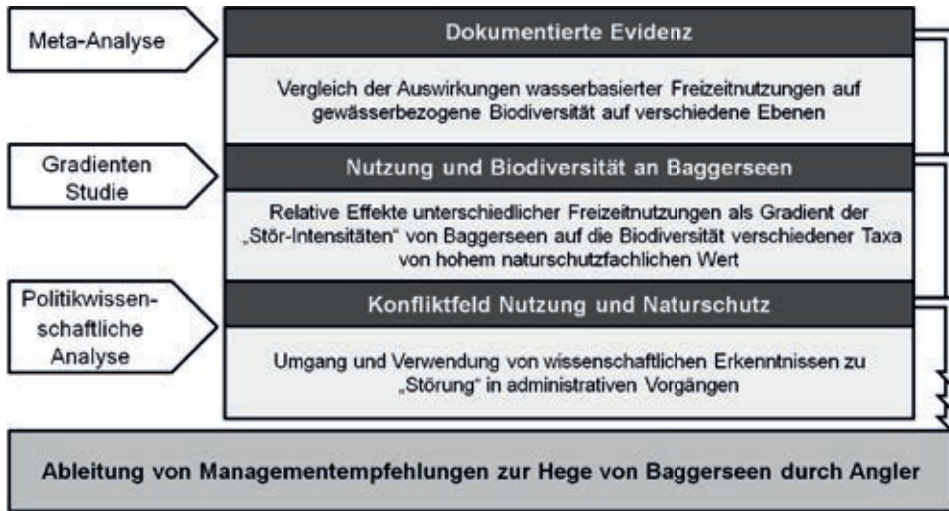 Meta-Analyse
Dokumentierte Evidenz
Vergleich der Auswirkungen wasserbasierter Freizeitnutzungen auf
gewässerbezogene Biodiversität auf verschiedene Ebenen
Gradienten
Studie
Nutzung und Biodiversität an Baggerseen
Relative Effekte unterschiedlicher Freizeitnutzungen als Gradient der
„Stör-Intensitäten“ von Baggerseen auf die Biodiversität verschiedener Taxa
von hohem naturschutzfachlichen Wert
Politikwissen-
schaftliche
Analyse
Konfliktfeld Nutzung und Naturschutz
Umgang und Verwendung von wissenschaftlichen Erkenntnissen zu
„Störung“ in administrativen Vorgängen
Ableitung von Managementempfehlungen zur Hege von Baggerseen durch Angler